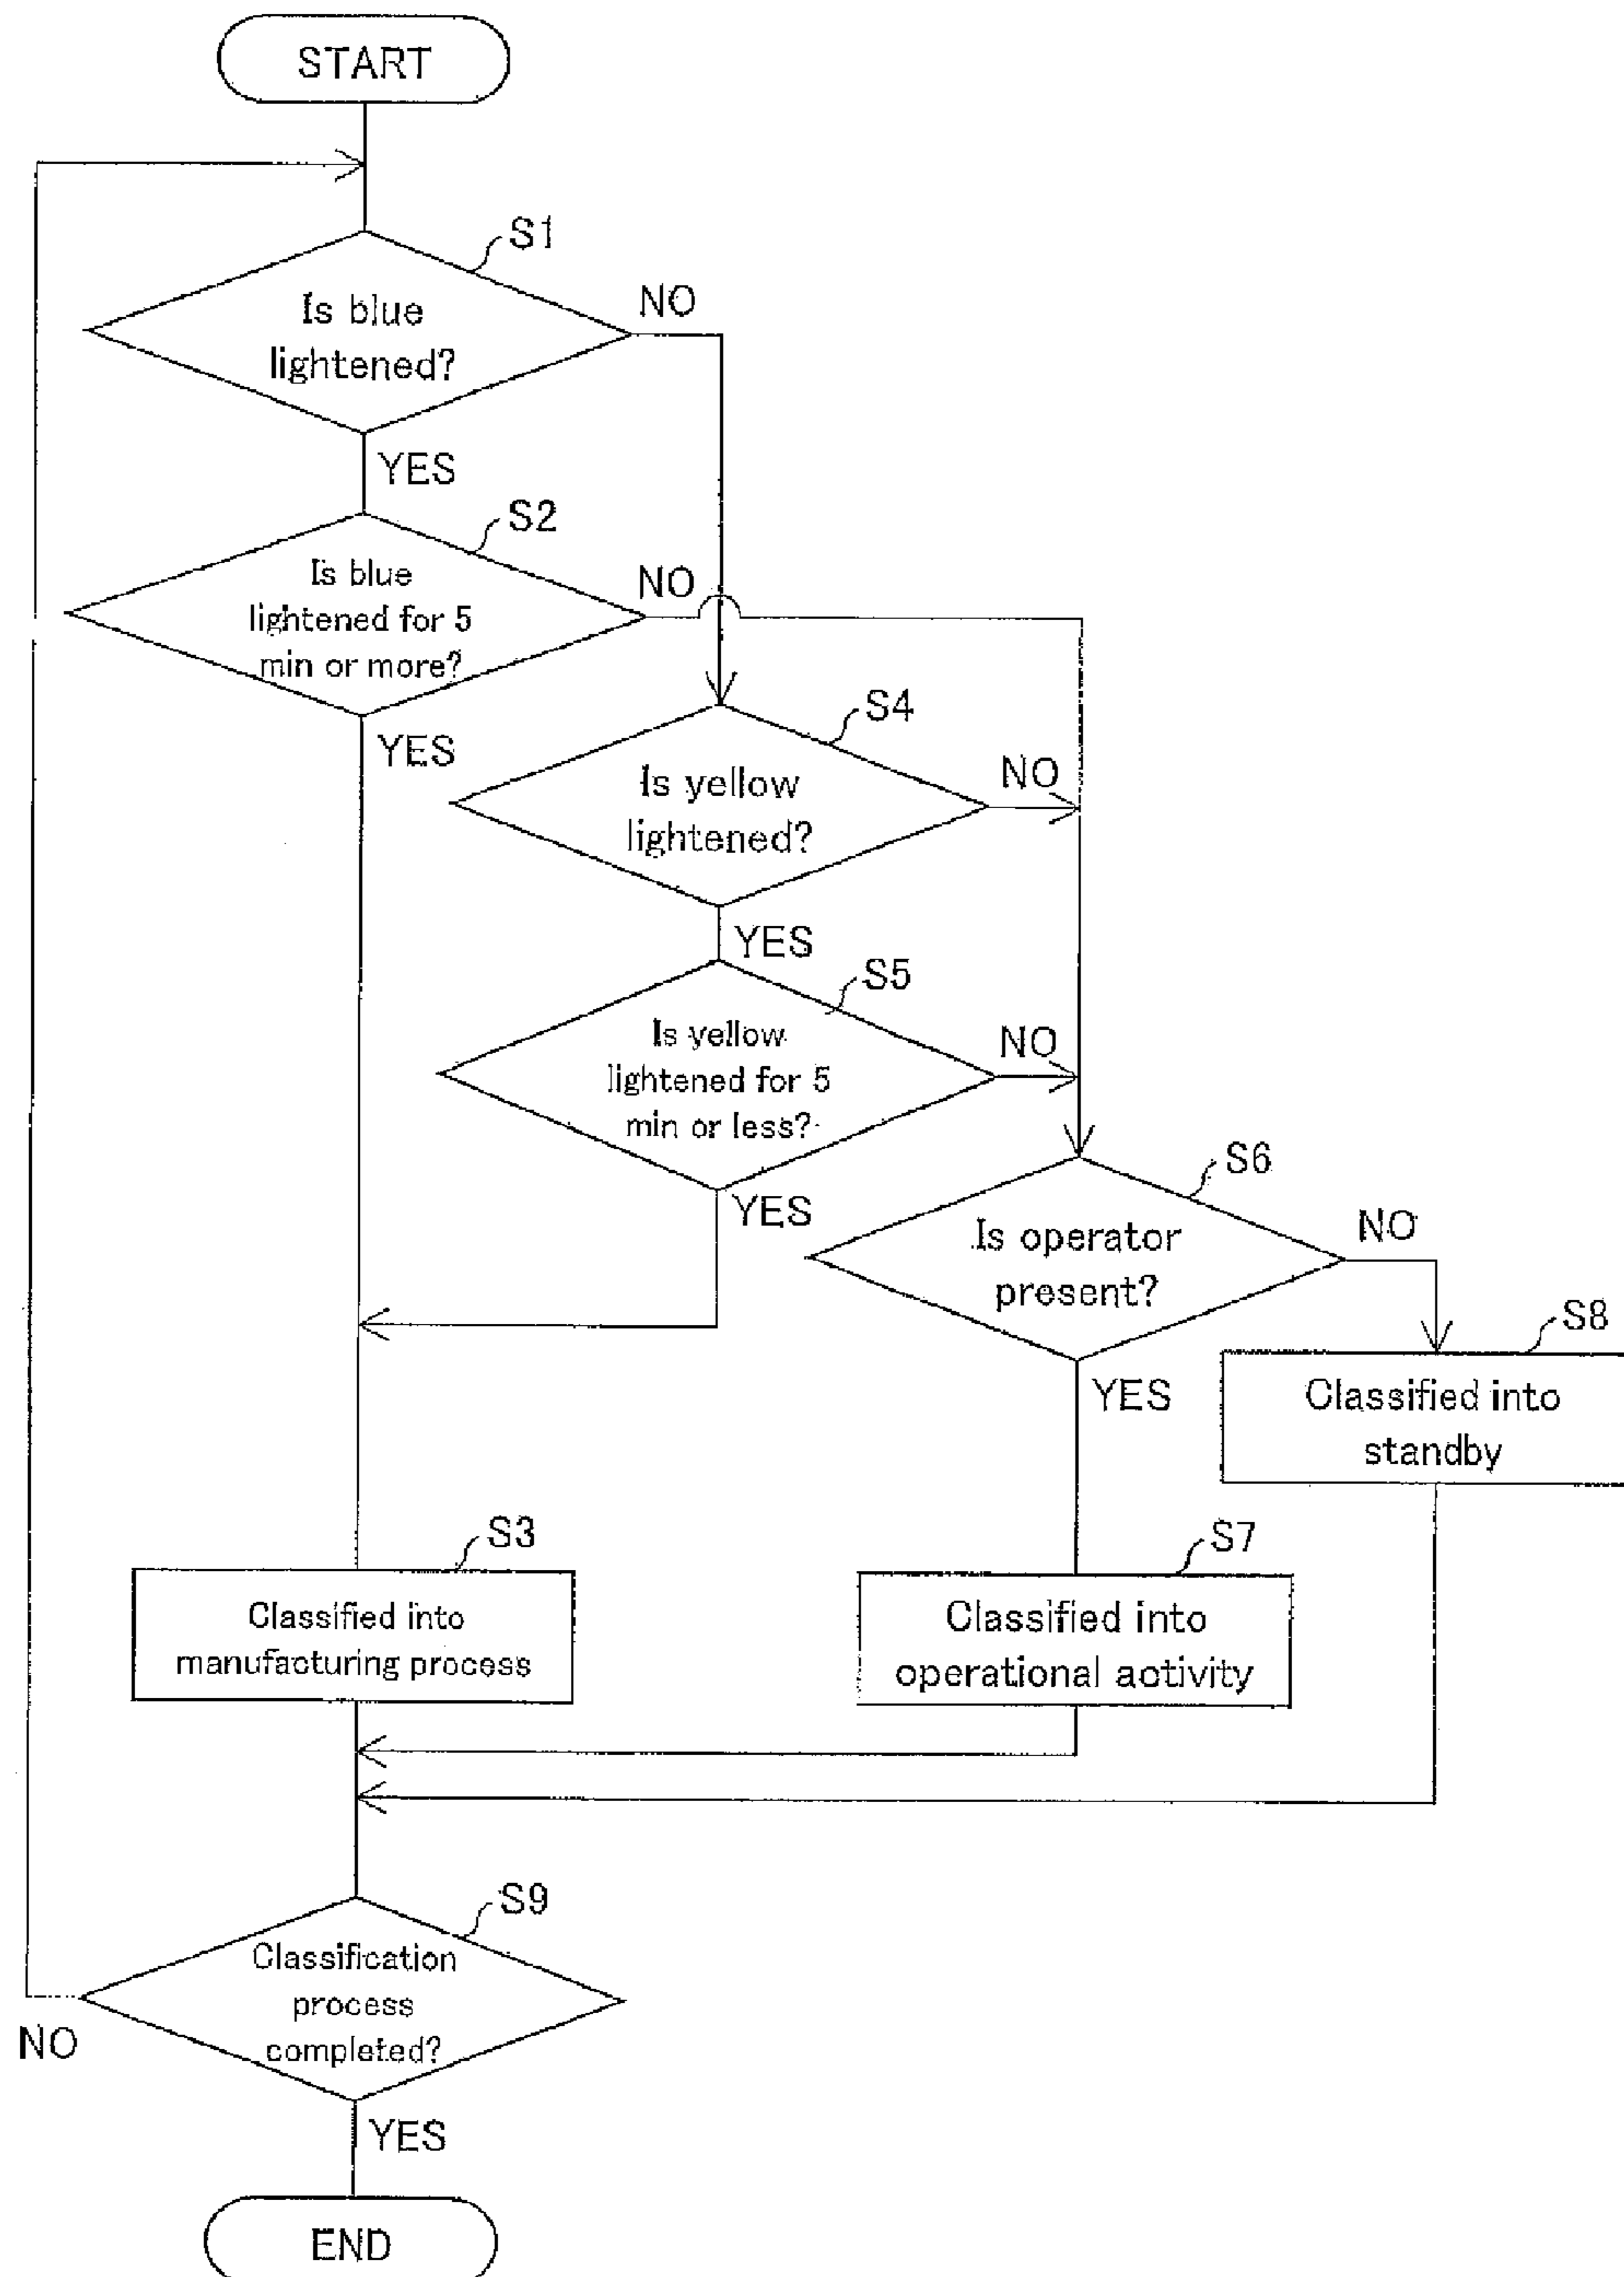 START
S1
Is blue
lightened?
NO
YES
S2
Is blue
lightened for 5
min or more?
NO
YES
S4
Is yellow
lightened?
NO
YES
S5
Is yellow
lightened for 5
min or less?
NO
YES
S6
Is operator
present?
NO
YES
S8
Classified into
standby
S3
Classified into
manufacturing process
S7
Classified into
operational activity
S9
Classification
process
completed?
NO
YES
END